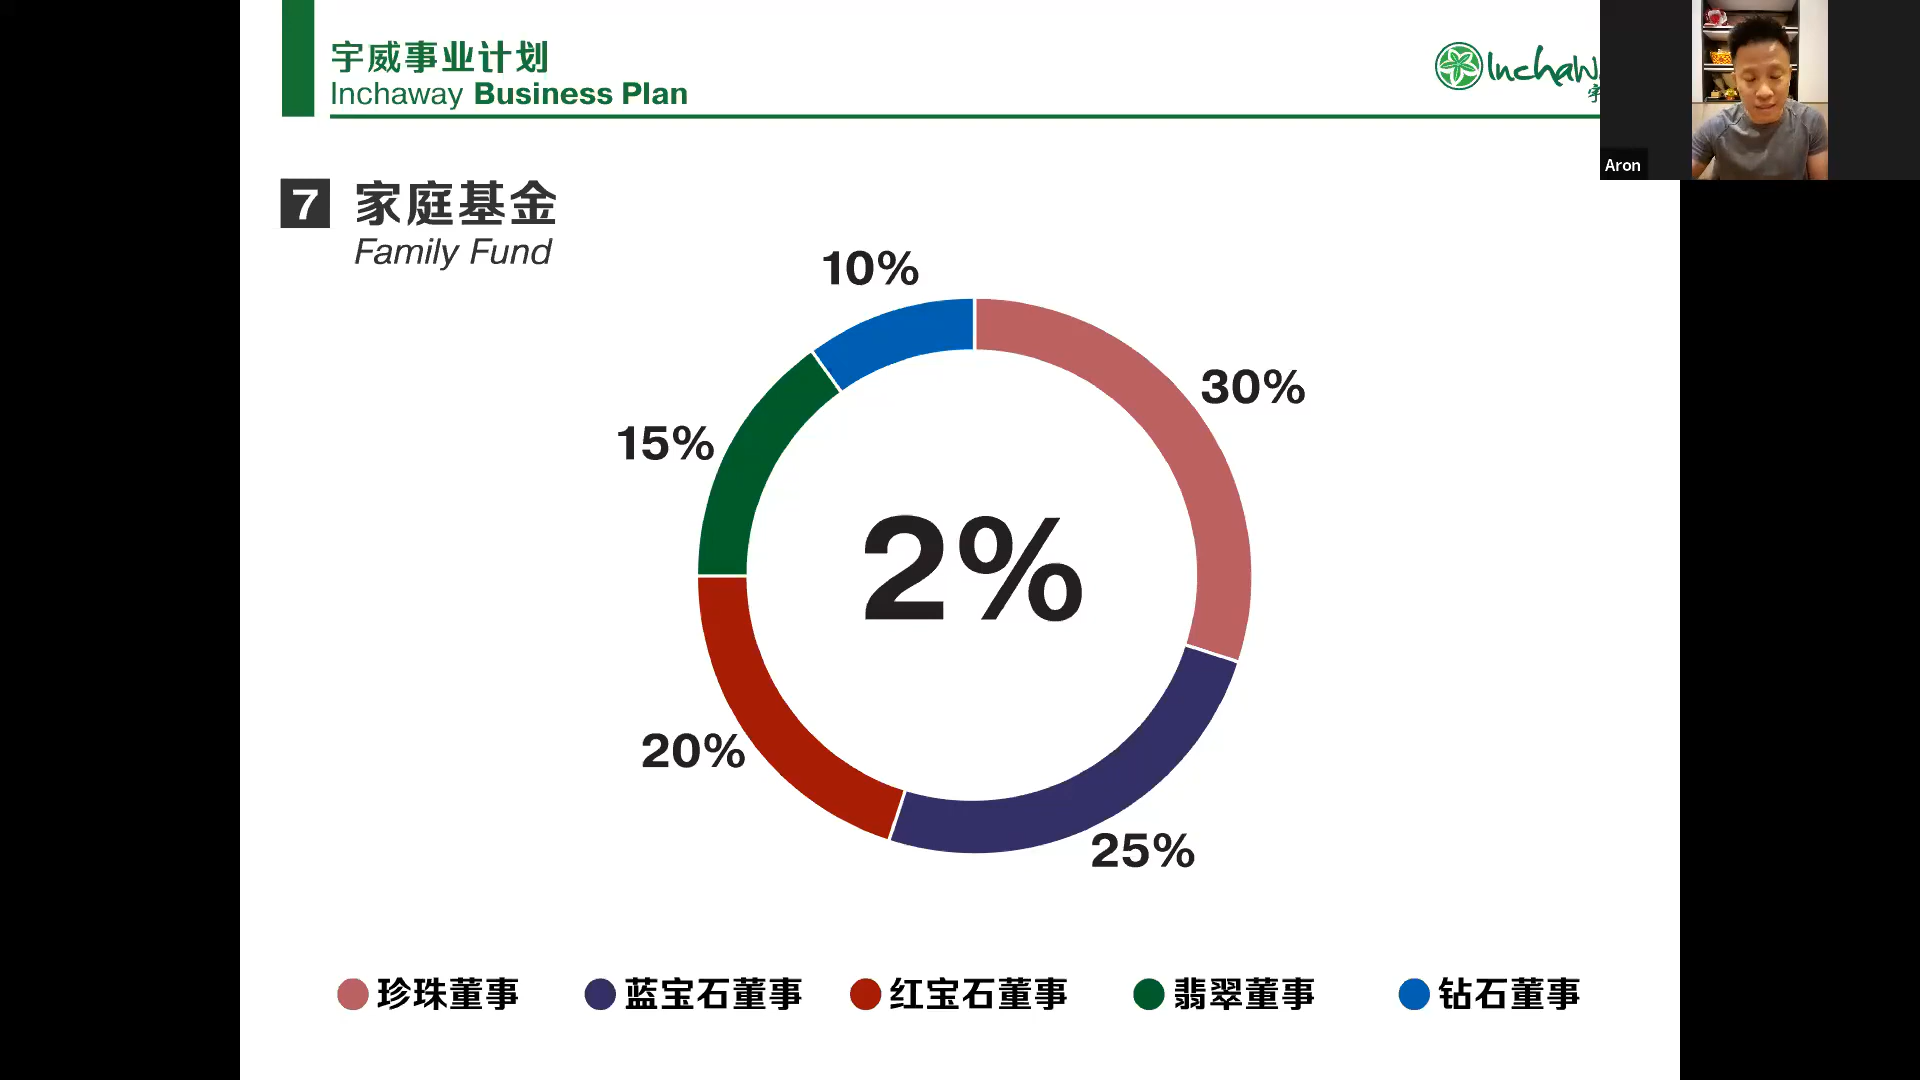 宇威事业计划
Inchaway Business Plan
Inchaw
宇
Aron
7 家庭基金
Family Fund
10%
30%
15%
2%
20%
25%
珍珠董事 蓝宝石董事 红宝石董事 翡翠董事 钻石董事